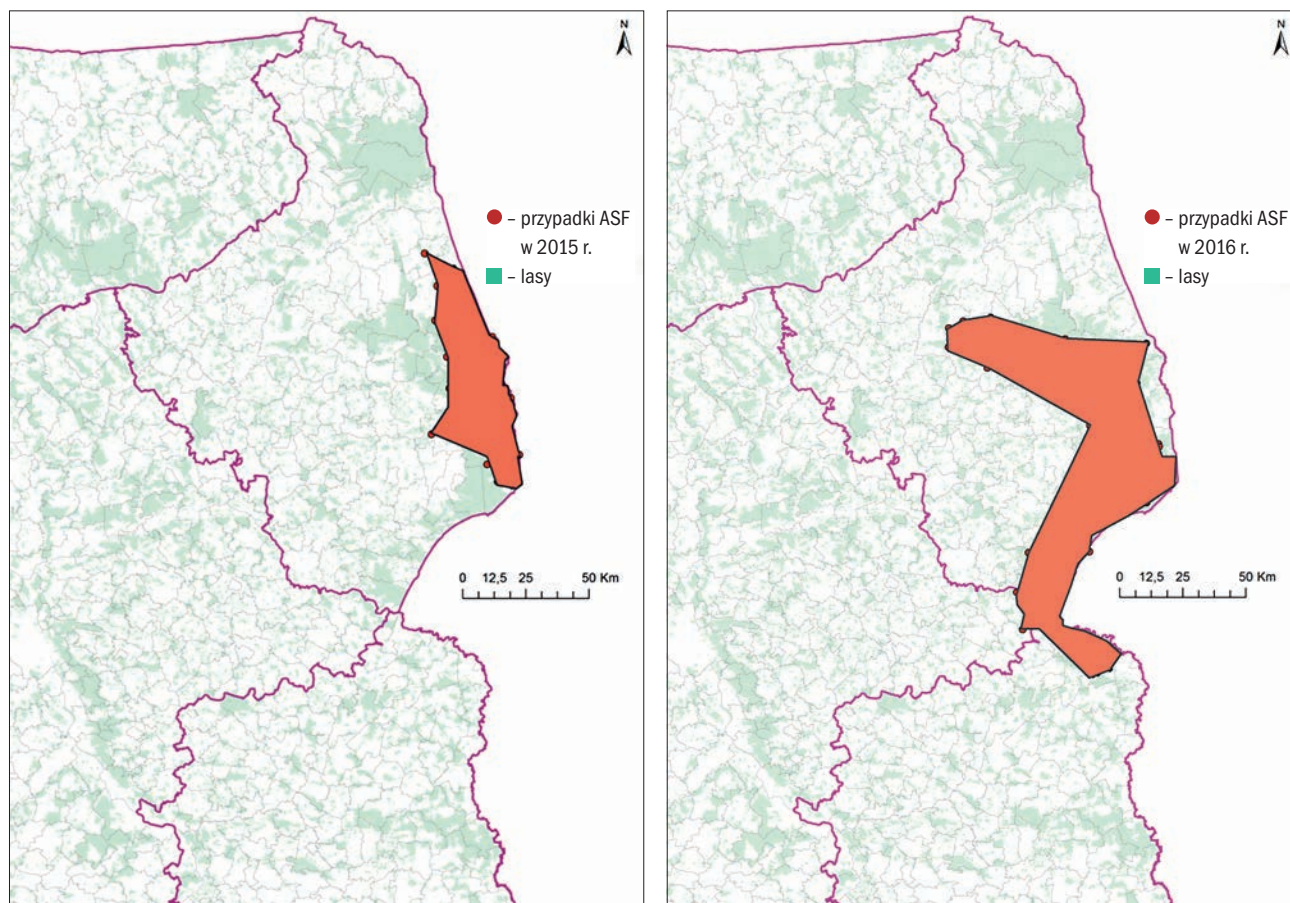 N
– przypadki ASF
w 2015 r.
– lasy
0 12,5 25 50 Km
N
– przypadki ASF
w 2016 r.
– lasy
0 12,5 25 50 Km